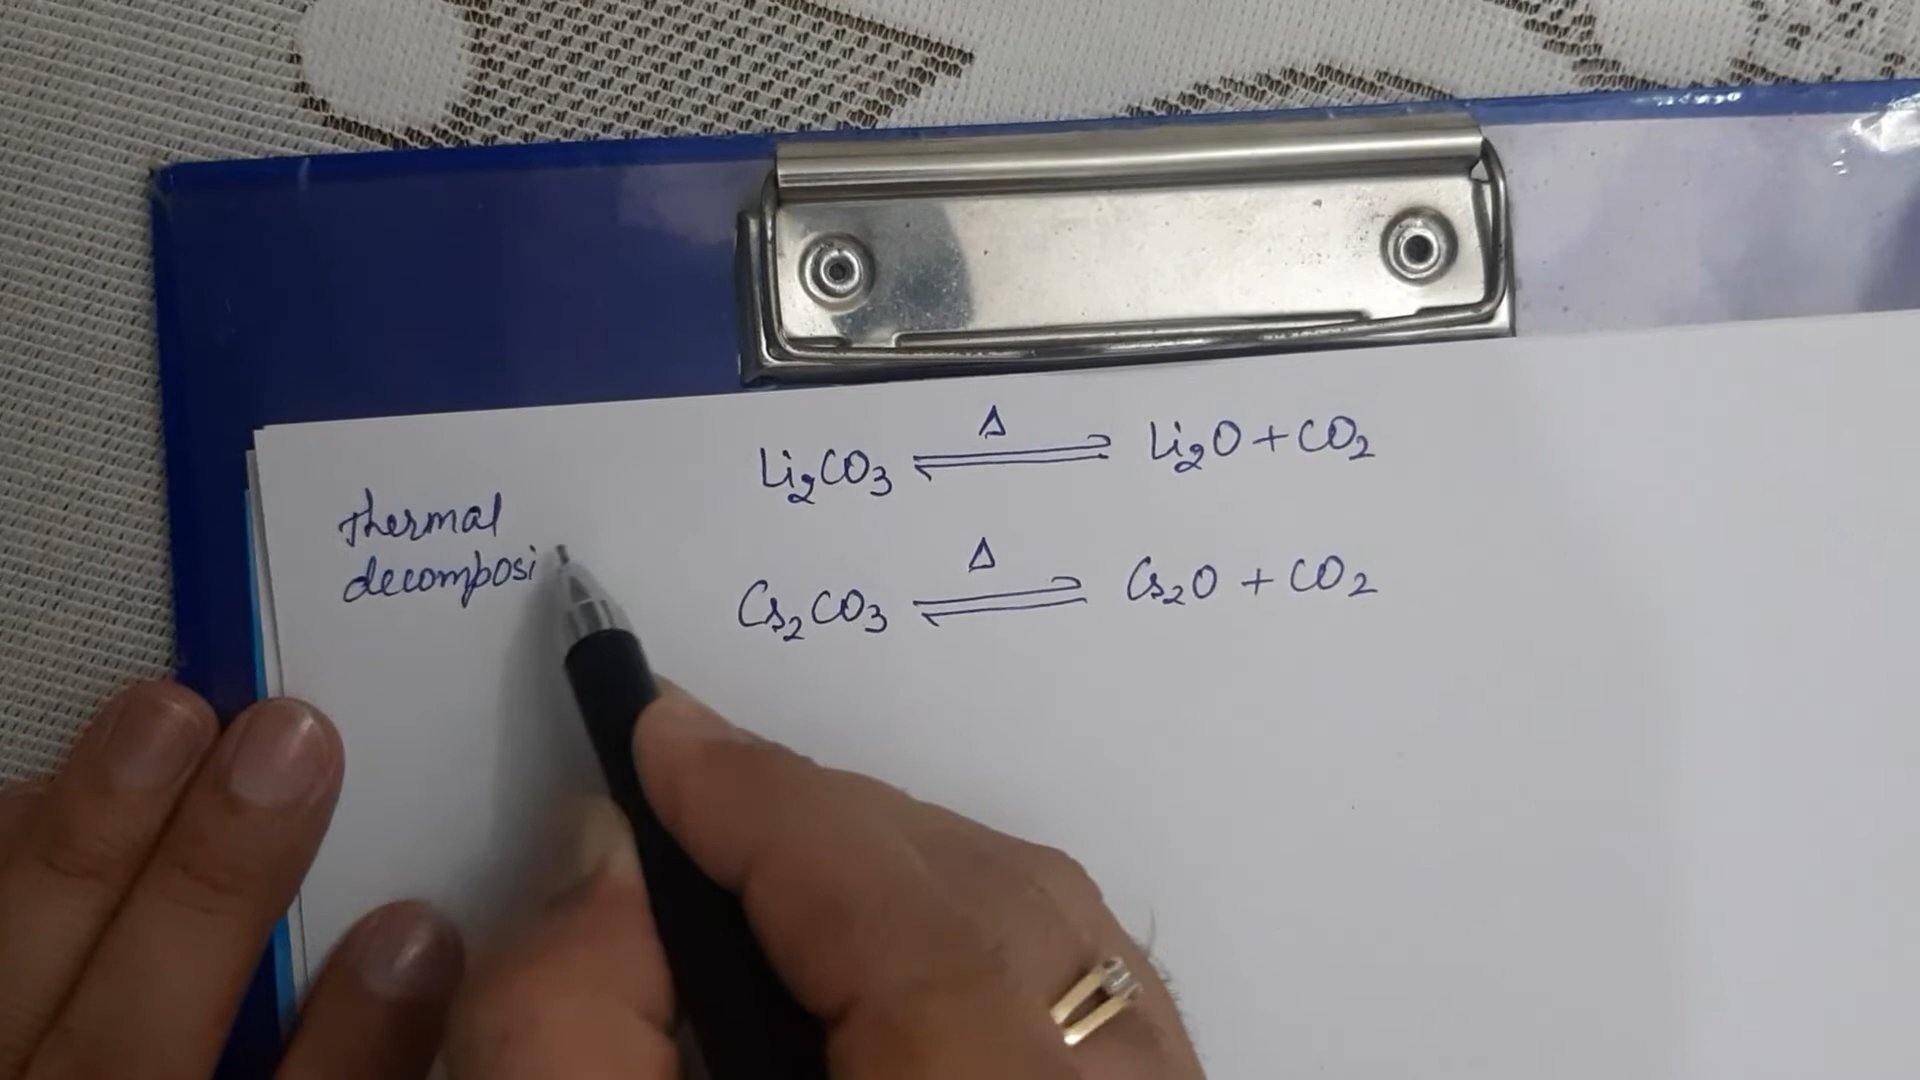 Δ
Li₂CO₃ ⇌ Li₂O + CO₂
thermal
decomposi
Δ
Cs₂CO₃ ⇌ Cs₂O + CO₂